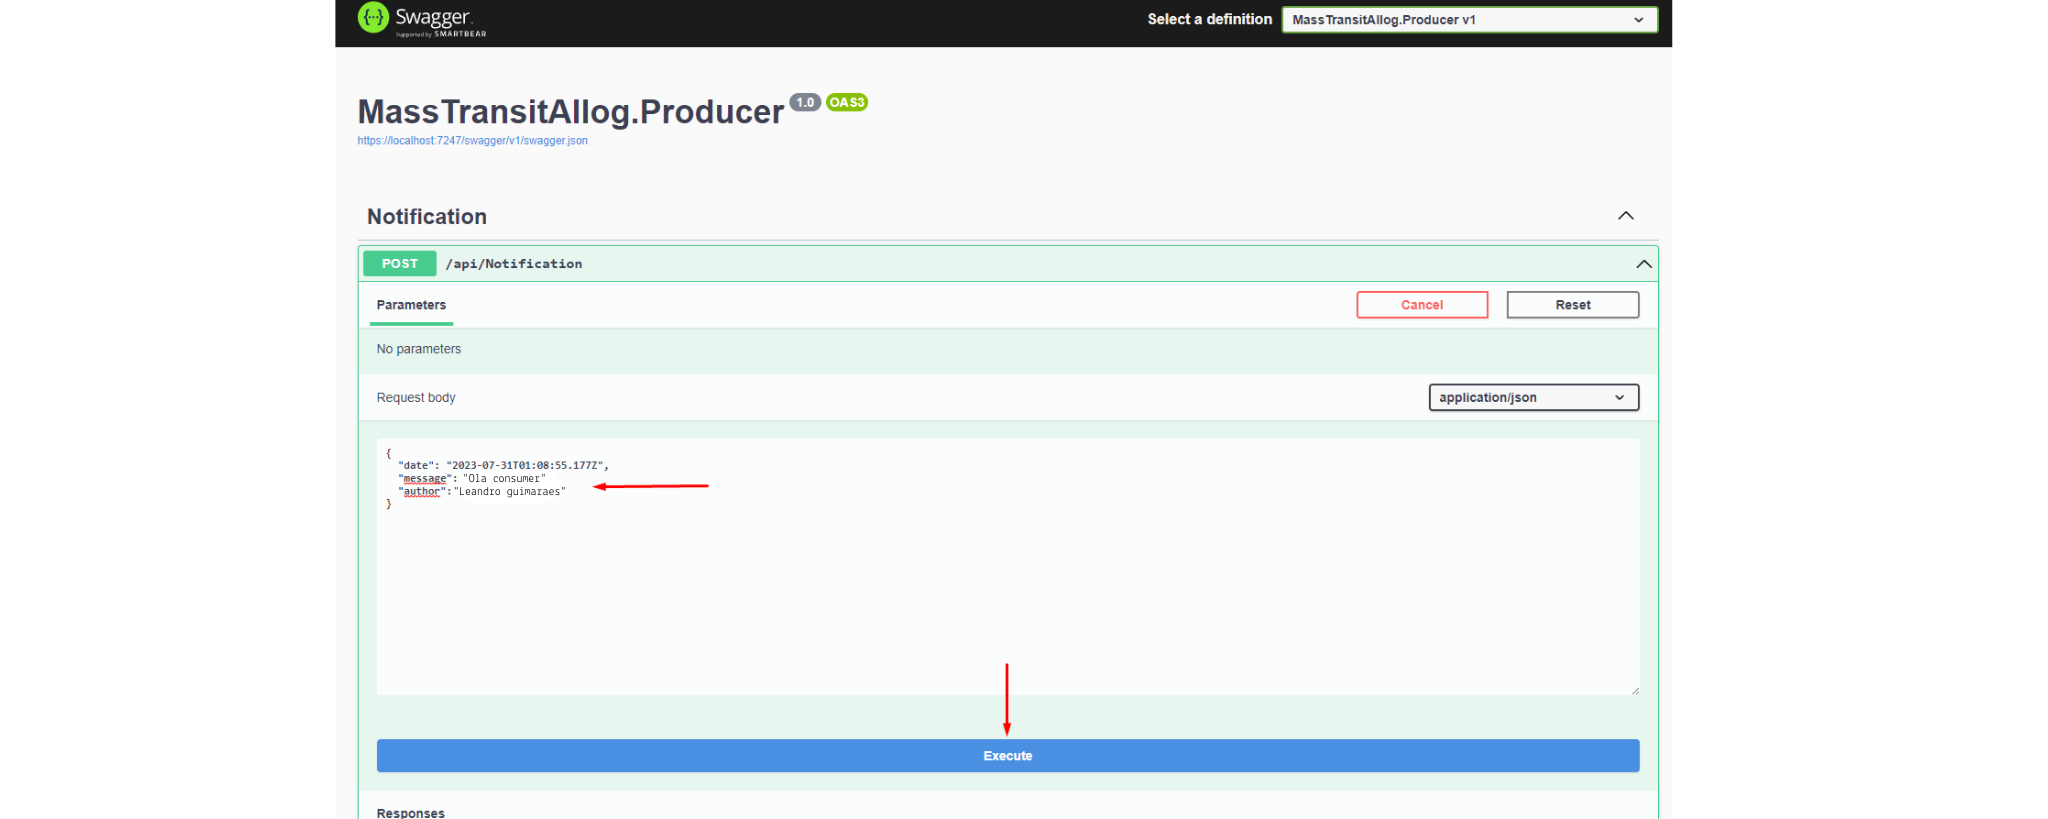 Swagger.
Supported by SMARTBEAR
Select a definition
MassTransitAllog.Producer v1
MassTransitAllog.Producer 1.0 OAS3
https://localhost:7247/swagger/v1/swagger.json
Notification
POST /api/Notification
Parameters
Cancel
Reset
No parameters
Request body
application/json
{
"date": "2023-07-31T01:08:55.177Z",
"message": "Ola consumer"
"author":"Leandro guimaraes"
}
Execute
Responses